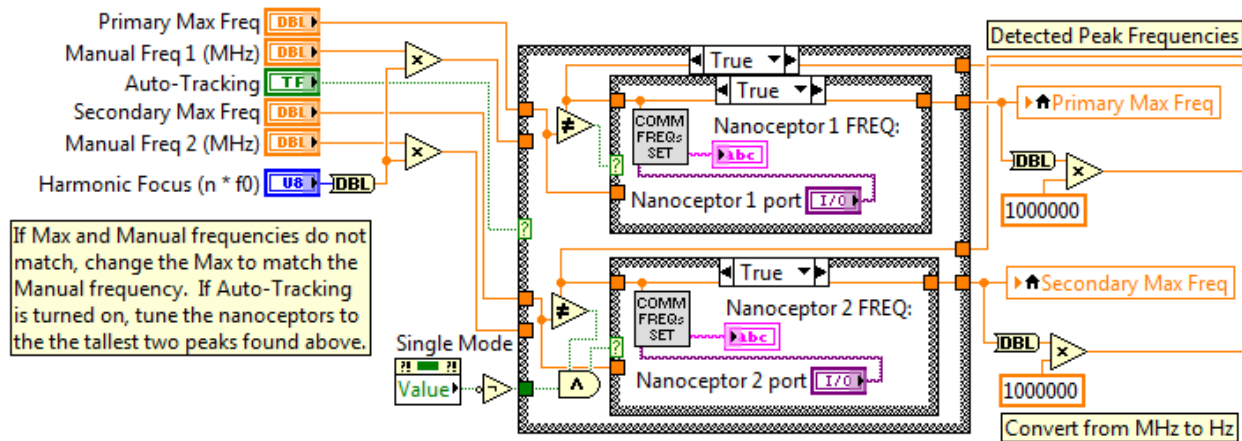 Primary Max Freq DBL
Manual Freq 1 (MHz) DBL
Auto-Tracking TF
Secondary Max Freq DBL
Manual Freq 2 (MHz) DBL
Harmonic Focus (n * f0) U8 DBL
If Max and Manual frequencies do not
match, change the Max to match the
Manual frequency. If Auto-Tracking
is turned on, tune the nanoceptors to
the the tallest two peaks found above.
Single Mode
?! ?!
Value
True
True
COMM
FREQs
SET
Nanoceptor 1 FREQ:
abc
Nanoceptor 1 port I/O
?
?
True
COMM
FREQs
SET
Nanoceptor 2 FREQ:
abc
Nanoceptor 2 port I/O
?
Detected Peak Frequencies
Primary Max Freq
DBL
1000000
Secondary Max Freq
DBL
1000000
Convert from MHz to Hz